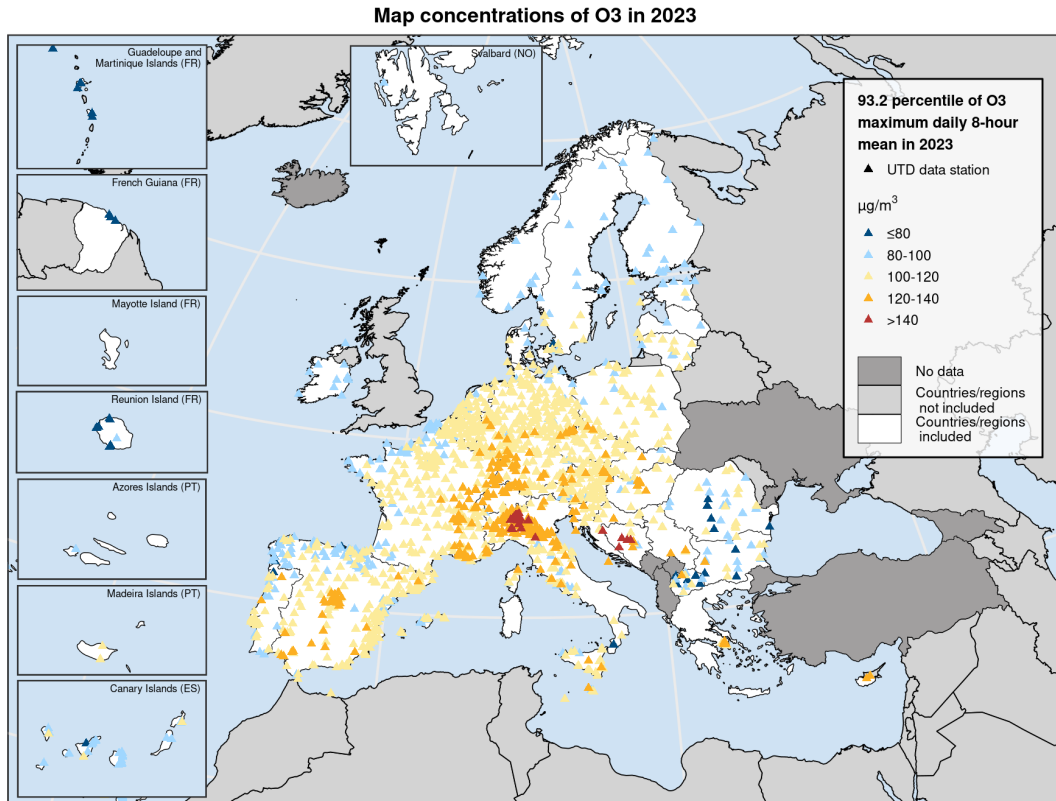 Map concentrations of O3 in 2023
Guadeloupe and
Martinique Islands (FR)
Svalbard (NO)
French Guiana (FR)
Mayotte Island (FR)
Reunion Island (FR)
Azores Islands (PT)
Madeira Islands (PT)
Canary Islands (ES)
93.2 percentile of O3
maximum daily 8-hour
mean in 2023
UTD data station
µg/m³
≤80
80-100
100-120
120-140
>140
No data
Countries/regions
not included
Countries/regions
included